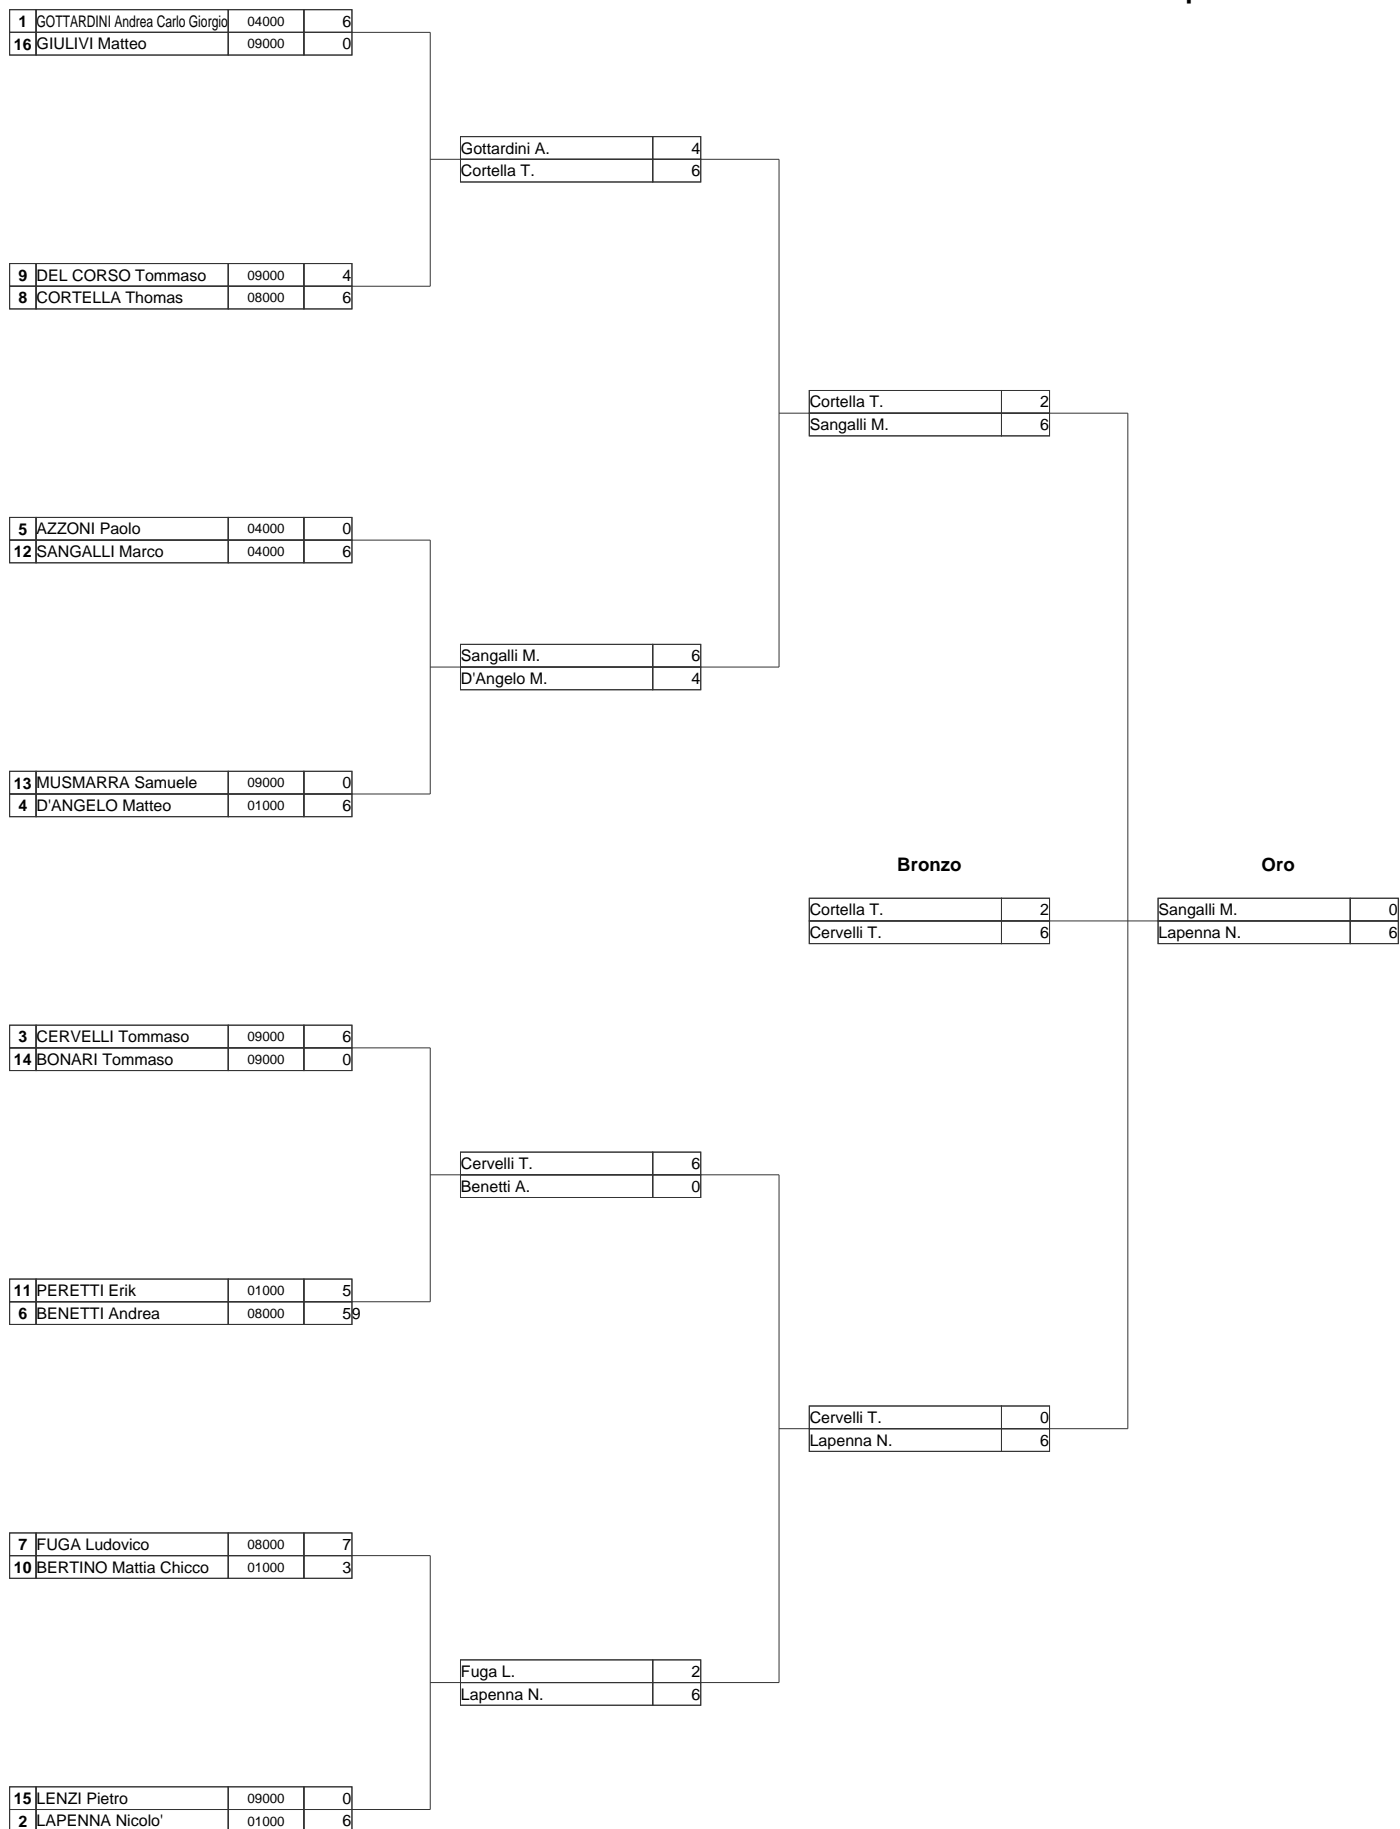 1 GOTTARDINI Andrea Carlo Giorgio 04000 6
16 GIULIVI Matteo 09000 0
Gottardini A. 4
Cortella T. 6
9 DEL CORSO Tommaso 09000 4
8 CORTELLA Thomas 08000 6
Cortella T. 2
Sangalli M. 6
5 AZZONI Paolo 04000 0
12 SANGALLI Marco 04000 6
Sangalli M. 6
D'Angelo M. 4
13 MUSMARRA Samuele 09000 0
4 D'ANGELO Matteo 01000 6
Bronzo Oro
Cortella T. 2 Sangalli M. 0
Cervelli T. 6 Lapenna N. 6
3 CERVELLI Tommaso 09000 6
14 BONARI Tommaso 09000 0
Cervelli T. 6
Benetti A. 0
11 PERETTI Erik 01000 5
6 BENETTI Andrea 08000 59
Cervelli T. 0
Lapenna N. 6
7 FUGA Ludovico 08000 7
10 BERTINO Mattia Chicco 01000 3
Fuga L. 2
Lapenna N. 6
15 LENZI Pietro 09000 0
2 LAPENNA Nicolo' 01000 6